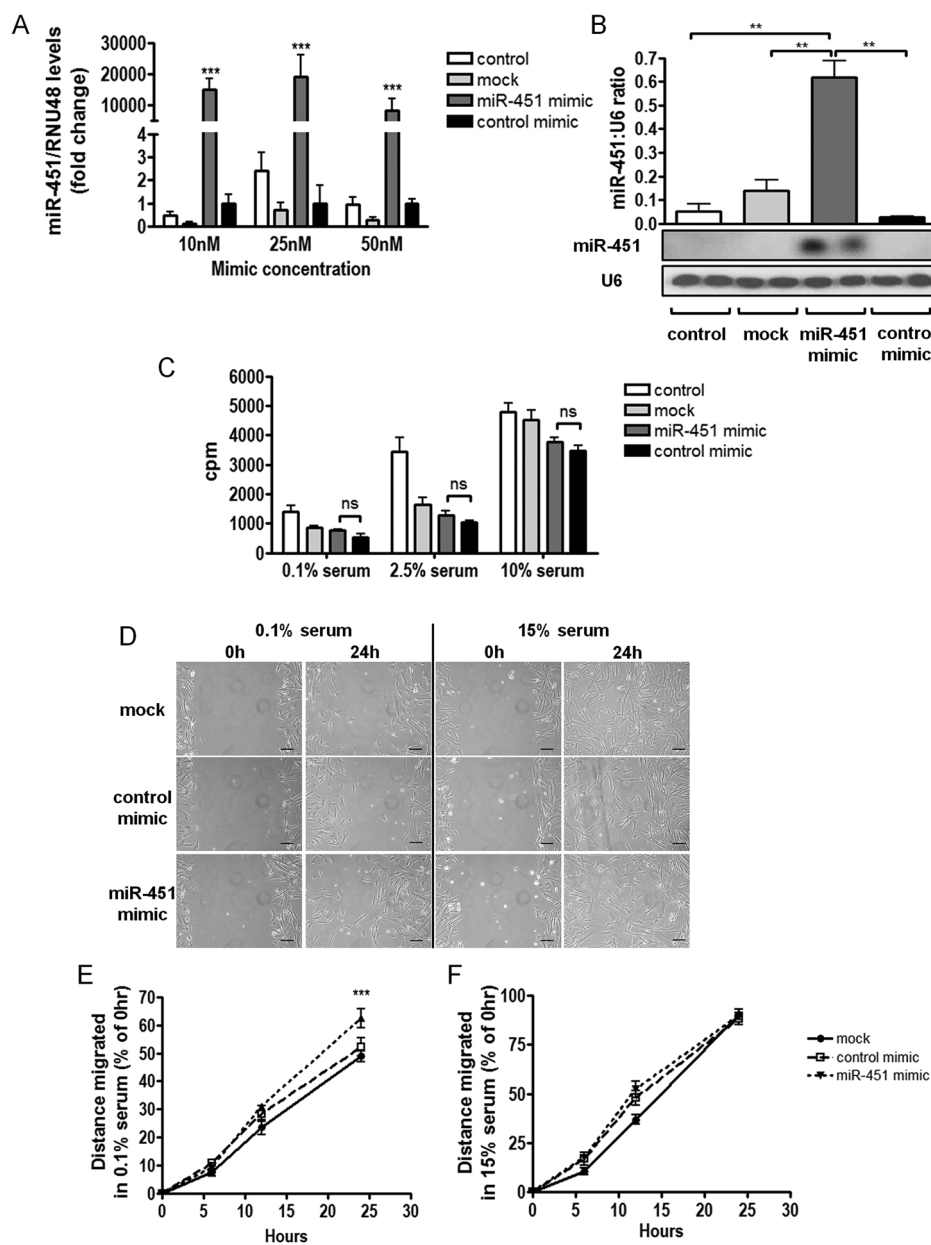 A
miR-451/RNU48 levels
(fold change)
30000
20000
10000
4
3
2
1
0
***
***
***
10nM 25nM 50nM
Mimic concentration
control
mock
miR-451 mimic
control mimic
B
miR-451:U6 ratio
0.7
0.6
0.5
0.4
0.3
0.2
0.1
0.0
**
** **
miR-451
U6
control mock miR-451 mimic contro mimic
C
cpm
6000
5000
4000
3000
2000
1000
0
ns
ns
ns
0.1% serum 2.5% serum 10% serum
control
mock
miR-451 mimic
control mimic
D
0.1% serum 15% serum
0h 24h 0h 24h
mock
control
mimic
miR-451
mimic
E
Distance migrated
in 0.1% serum (% of 0hr)
70
60
50
40
30
20
10
0
***
0 5 10 15 20 25 30
Hours
F
Distance migrated
in 15% serum (% of 0hr)
100
75
50
25
0
0 5 10 15 20 25 30
Hours
mock
control mimic
miR-451 mimic